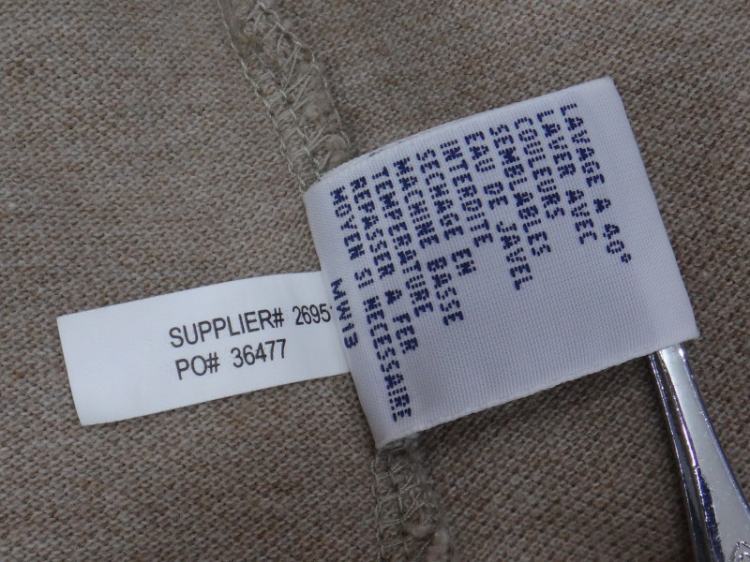 LAVAGE A 40°
LAVER AVEC
COULEURS
SEMBLABLES
EAU DE JAVEL
INTERDITE
SECHAGE EN
MACHINE BASSE
TEMPERATURE
REPASSER A FER
MOYEN SI NECESSAIRE
MW13
SUPPLIER# 2695
PO# 36477